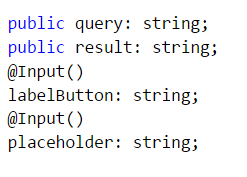 public query: string;
public result: string;
@Input()
labelButton: string;
@Input()
placeholder: string;